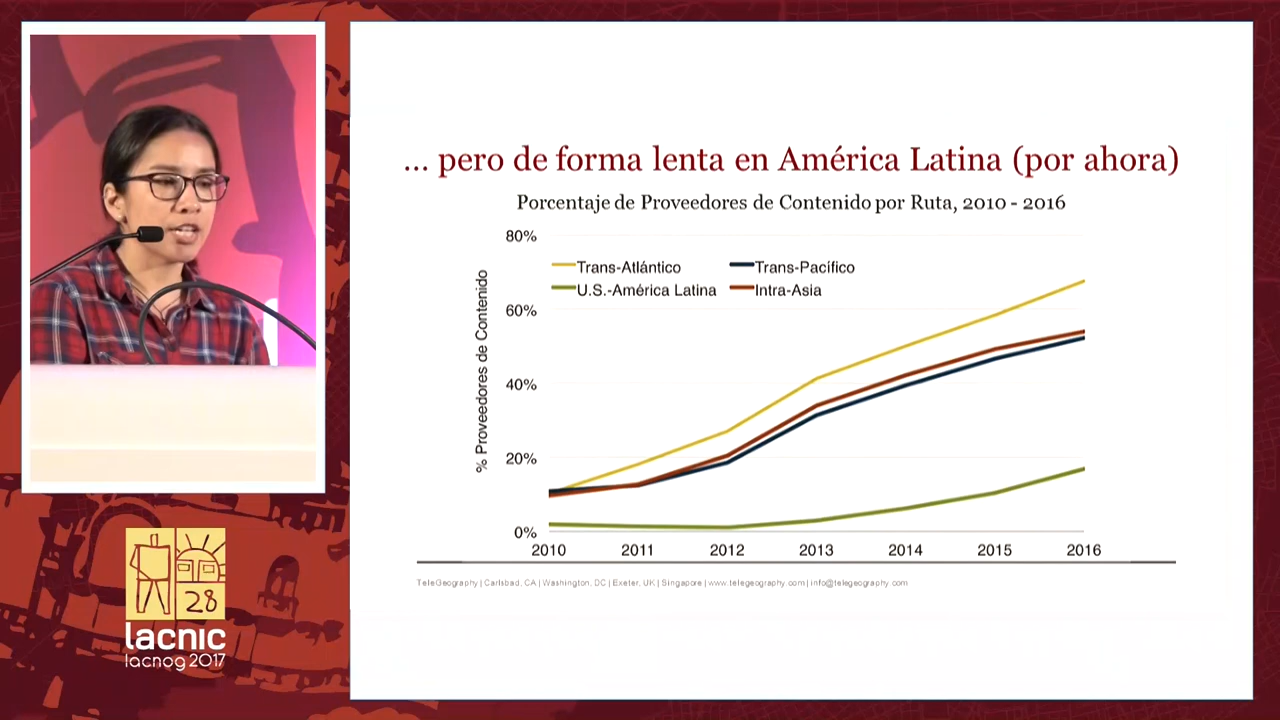 ... pero de forma lenta en América Latina (por ahora)
Porcentaje de Proveedores de Contenido por Ruta, 2010 - 2016
% Proveedores de Contenido
80%
60%
40%
20%
0%
Trans-Atlántico
Trans-Pacífico
U.S.-América Latina
Intra-Asia
2010 2011 2012 2013 2014 2015 2016
TeleGeography | Carlsbad, CA | Washington, DC | Exeter, UK | Singapore | www.telegeography.com | info@telegeography.com
28
lacnic
lacnog 2017